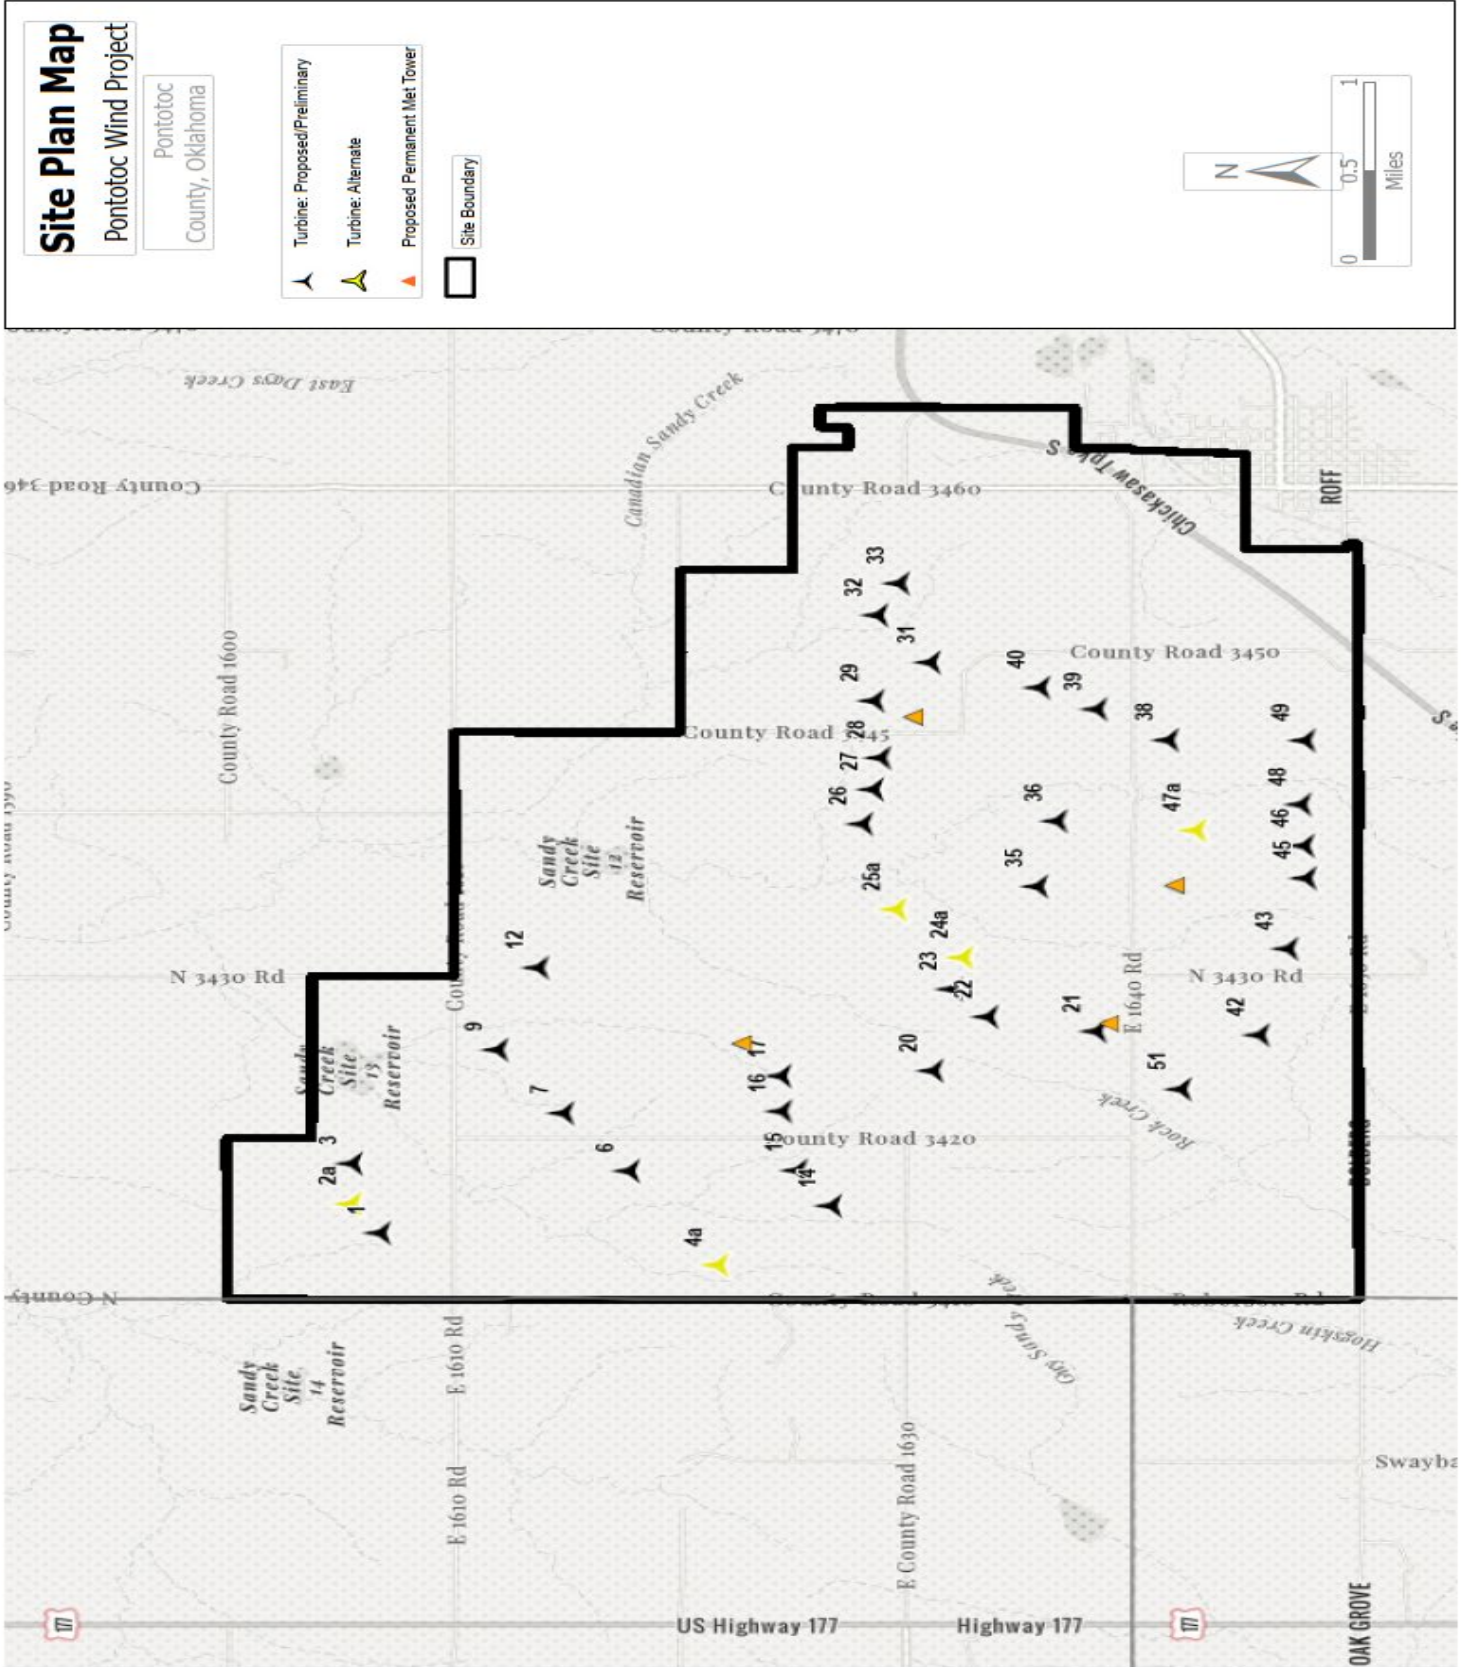 Site Plan Map
Pontotoc Wind Project
Pontotoc
County, Oklahoma
Turbine: Proposed/Preliminary
Turbine: Alternate
Proposed Permanent Met Tower
Site Boundary
N
0 0.5 1
Miles
East Days Creek
County Road 346
Canadian Sandy Creek
County Road 3460
Chickasaw Tpke S
ROFF
County Road 1600
County Road 3450
County Road 3445
33
32
31
29
28
27
26
25a
24a
23
22
21
20
40
39
38
36
35
47a
49
48
46
45
43
42
51
Sandy
Creek
Site
12
Reservoir
12
9
7
6
3
2a
1
4a
17
16
15
14
N 3430 Rd
N 3430 Rd
E 1640 Rd
Sandy
Creek
Site
13
Reservoir
County Road 3420
Rock Creek
N County
Hogskin Creek
Sandy
Creek
Site
14
Reservoir
E 1610 Rd
E 1610 Rd
E County Road 1630
US Highway 177
Highway 177
177
177
OAK GROVE